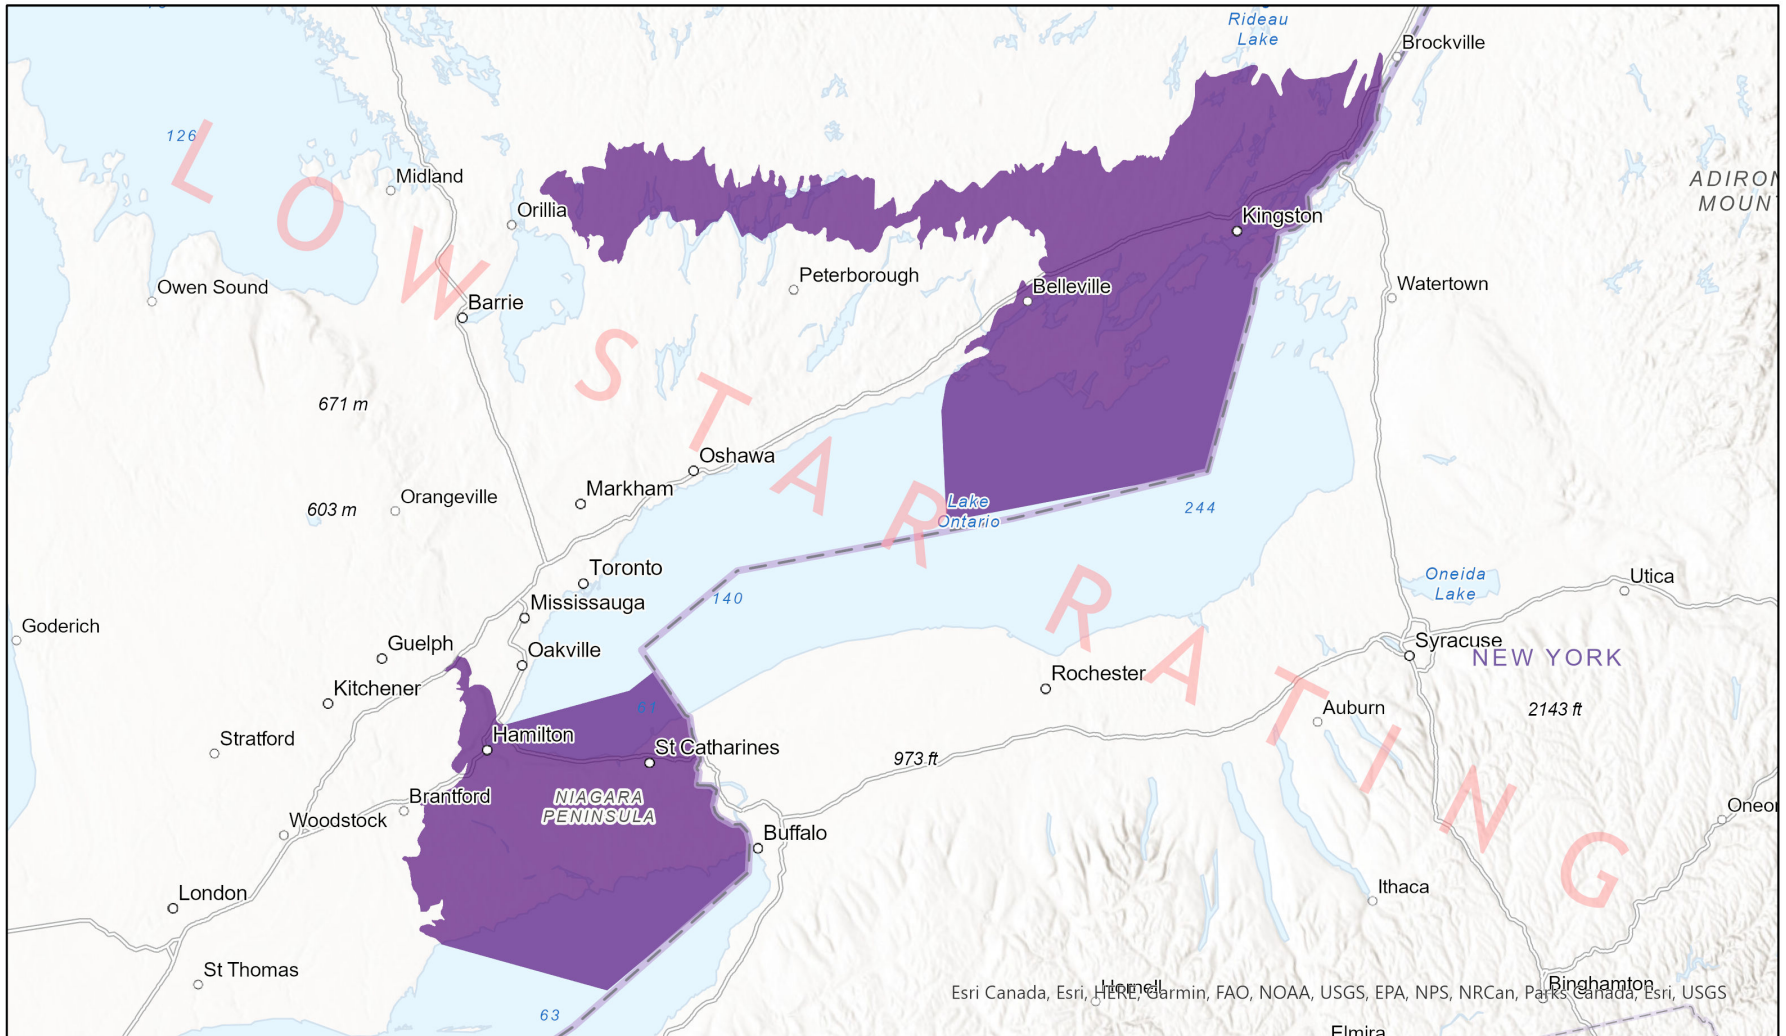 Rideau
Lake
Brockville
126
Midland
ADIRON
MOUNT
Orillia
Kingston
Peterborough
Owen Sound
Belleville
Watertown
Barrie
LOW STAR RATING
671 m
Oshawa
Markham
Orangeville
603 m
Lake
Ontario
244
Toronto
Oneida
Lake
Utica
Mississauga
140
Goderich
Guelph
Oakville
Syracuse
NEW YORK
Rochester
Kitchener
61
Auburn
2143 ft
Stratford
Hamilton
St Catharines
973 ft
Brantford
NIAGARA
PENINSULA
Woodstock
Buffalo
Oneon
London
Ithaca
St Thomas
Hornell
Binghamton
Esri Canada, Esri, HERE, Garmin, FAO, NOAA, USGS, EPA, NPS, NRCan, Parks Canada, Esri, USGS
63
Elmira